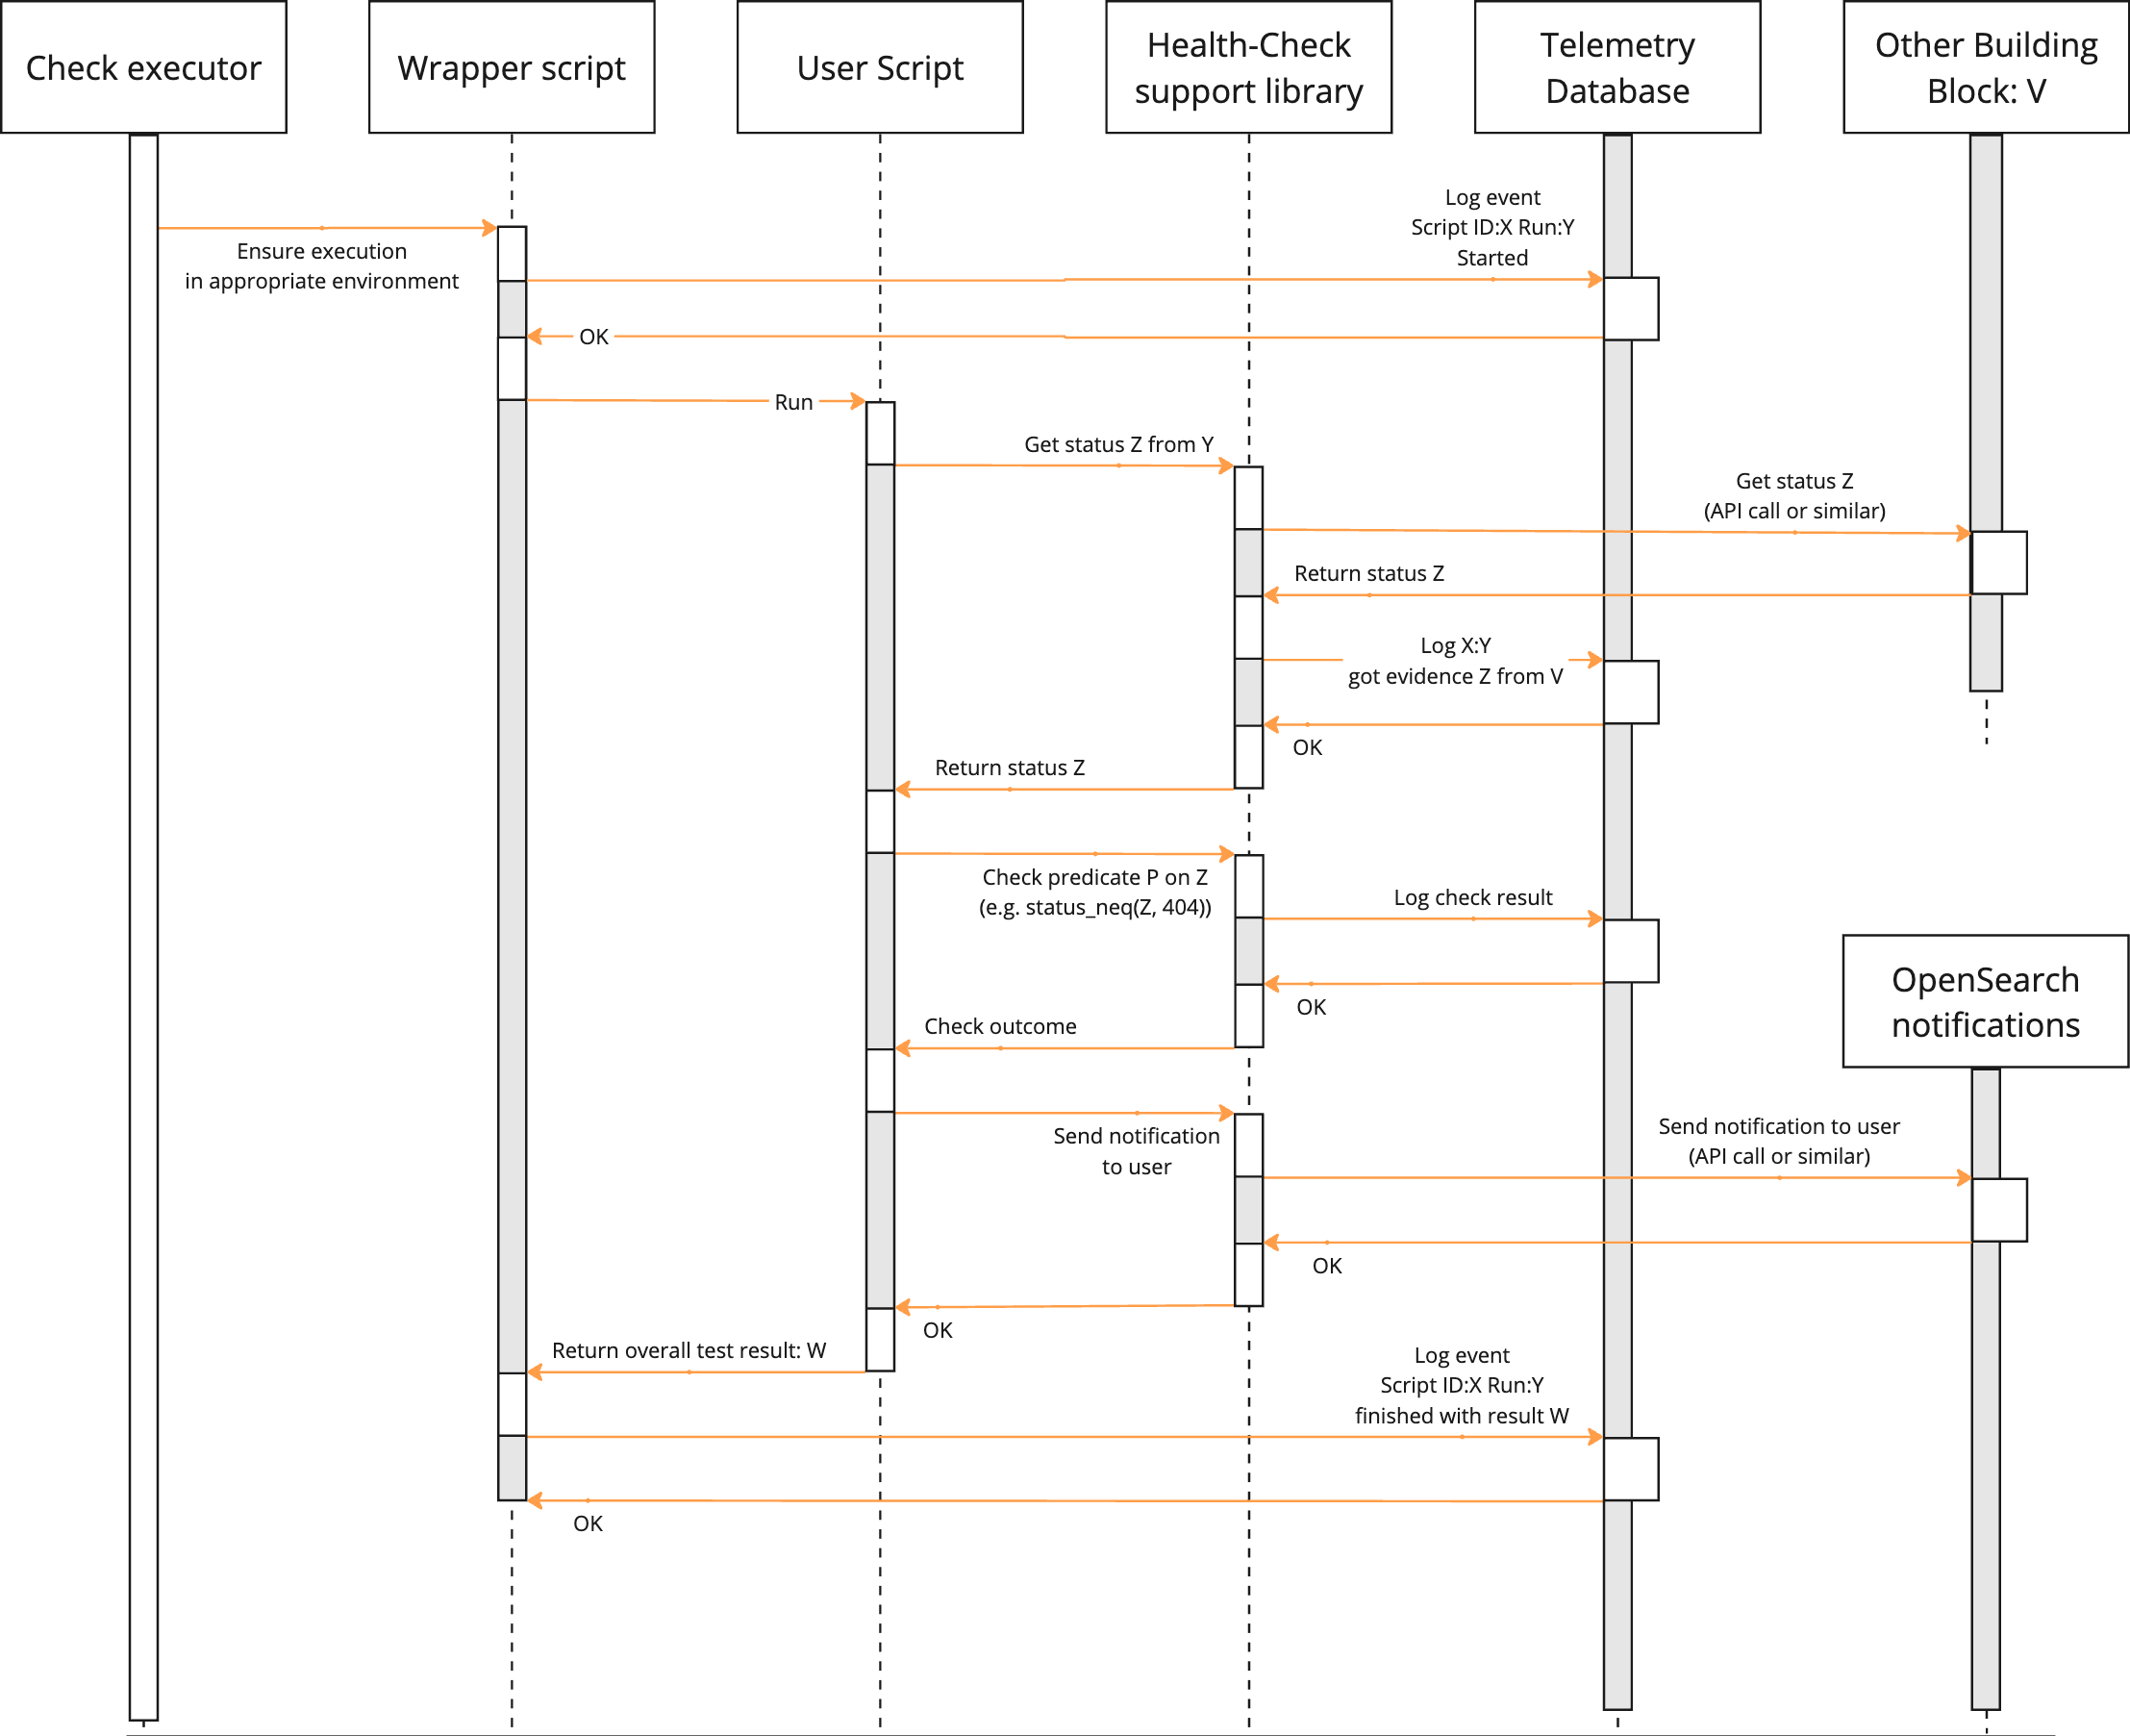 Check executor
Wrapper script
User Script
Health-Check
support library
Telemetry
Database
Other Building
Block: V
Log event
Script ID:X Run:Y
Started
Ensure execution
in appropriate environment
OK
Run
Get status Z from Y
Get status Z
(API call or similar)
Return status Z
Log X:Y
got evidence Z from V
OK
Return status Z
Check predicate P on Z
(e.g. status_neq(Z, 404))
Log check result
OK
Check outcome
OpenSearch
notifications
Send notification
to user
Send notification to user
(API call or similar)
OK
OK
Return overall test result: W
Log event
Script ID:X Run:Y
finished with result W
OK